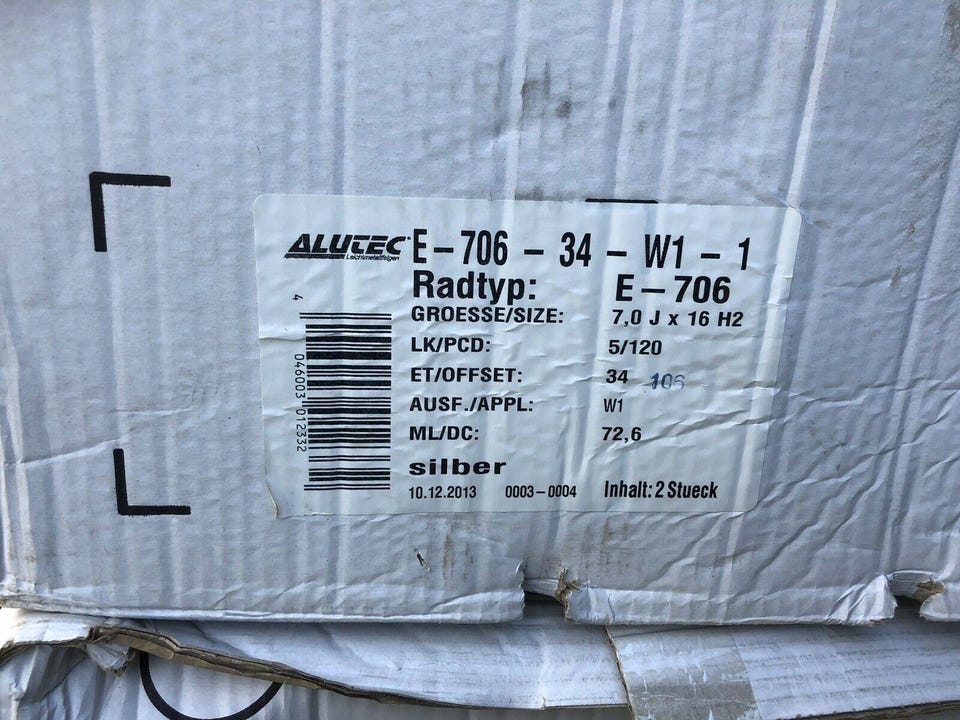 ALUTEC E-706-34-W1-1
Leichtmetallfelgen
Radtyp: E-706
GROESSE/SIZE: 7,0 J x 16 H2
LK/PCD: 5/120
ET/OFFSET: 34
AUSF./APPL: W1
ML/DC: 72,6
silber
10.12.2013 0003-0004 Inhalt: 2 Stueck
4 046003 012332